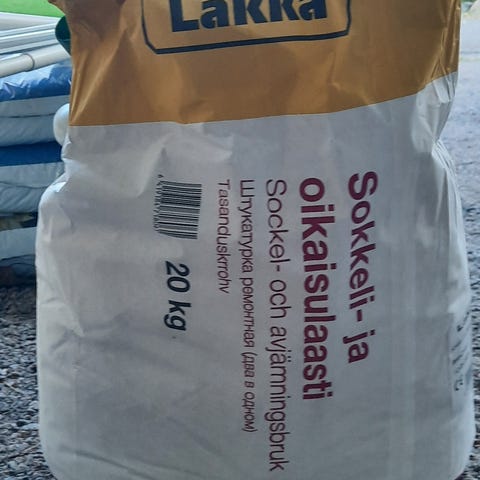 Lakka
Sokkeli- ja
oikaisulaasti
Sockel- och avjämningsbruk
Штукатурка ремонтная (два в одном)
Tasanduskrohv
20 kg